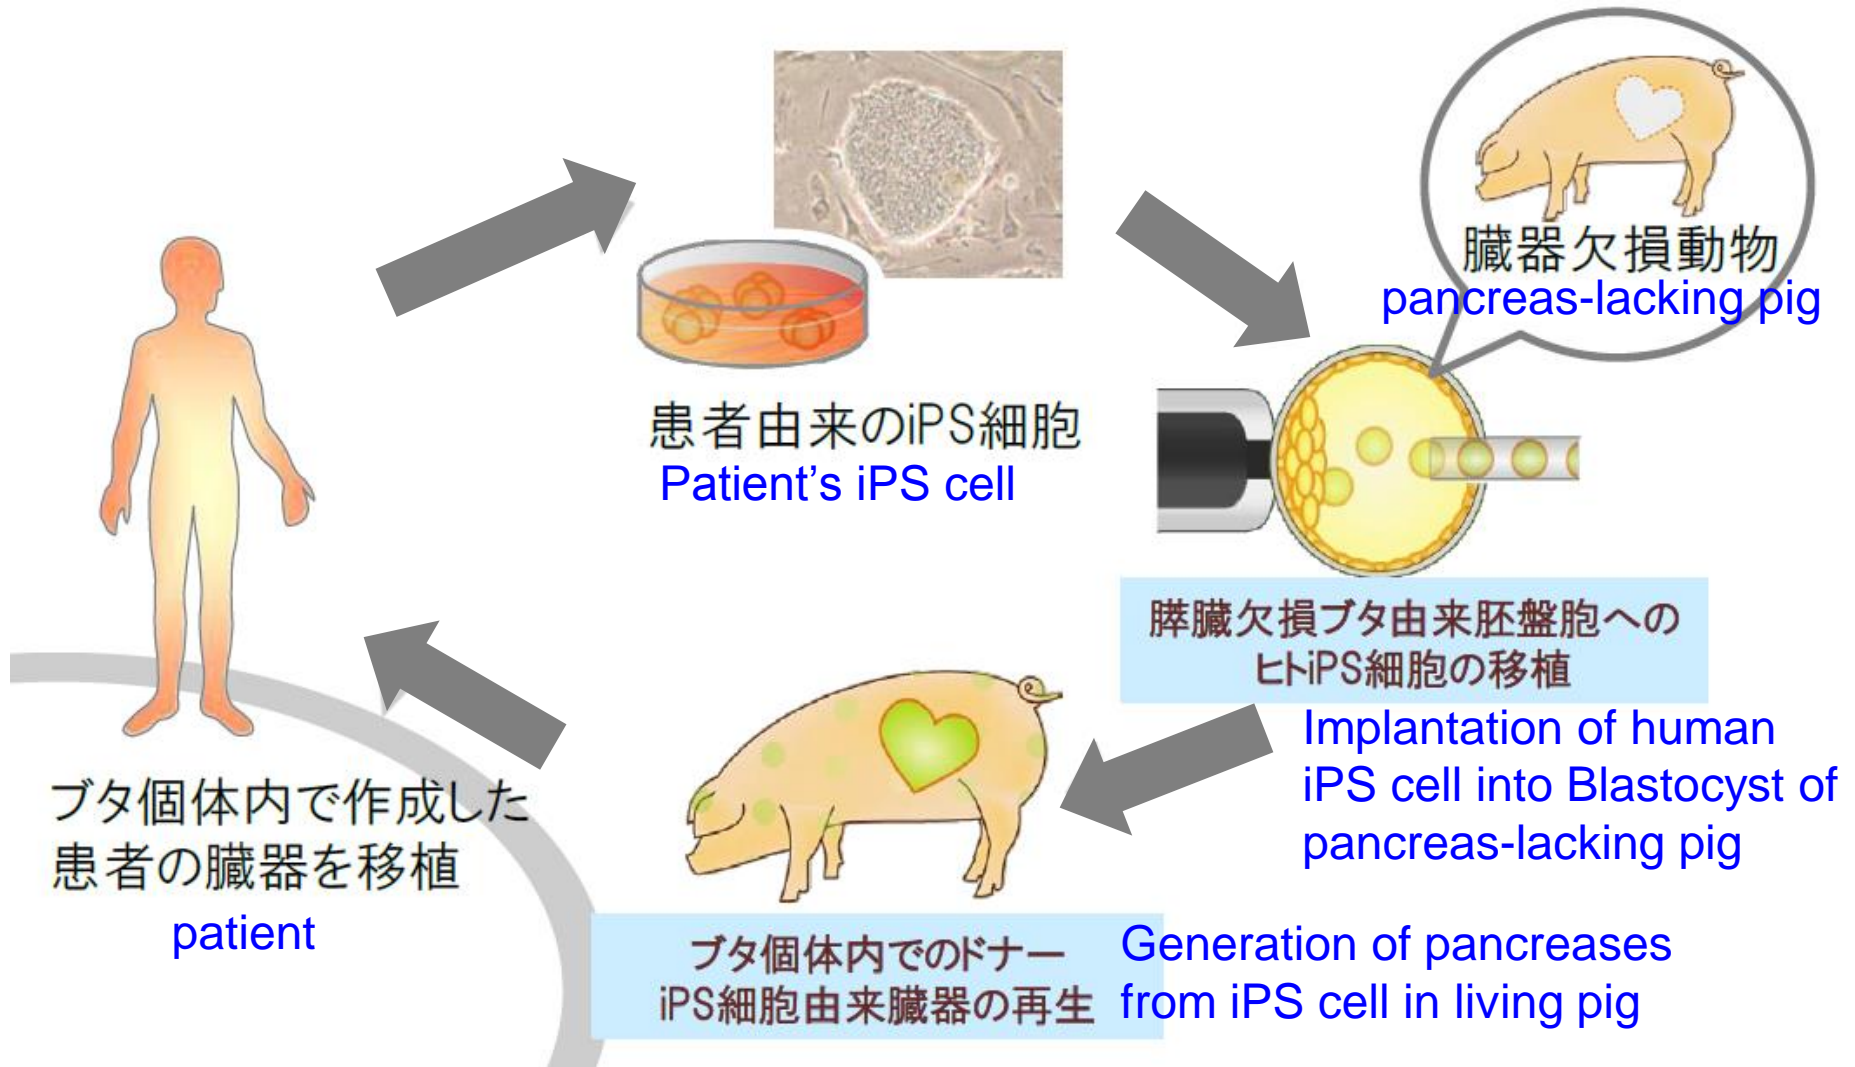 臓器欠損動物
pancreas-lacking pig
患者由来のiPS細胞
Patient’s iPS cell
膵臓欠損ブタ由来胚盤胞への
ヒトiPS細胞の移植
Implantation of human
iPS cell into Blastocyst of
pancreas-lacking pig
ブタ個体内でのドナー
iPS細胞由来臓器の再生
Generation of pancreases
from iPS cell in living pig
ブタ個体内で作成した
患者の臓器を移植
patient